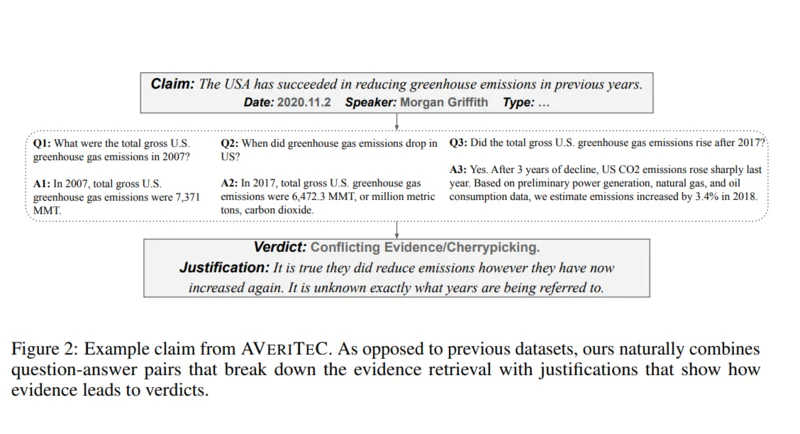 Claim: The USA has succeeded in reducing greenhouse emissions in previous years.
Date: 2020.11.2 Speaker: Morgan Griffith Type: ...
Q1: What were the total gross U.S.
greenhouse gas emissions in 2007?
A1: In 2007, total gross U.S.
greenhouse gas emissions were 7,371
MMT.
Q2: When did greenhouse gas emissions drop in
US?
A2: In 2017, total gross U.S. greenhouse gas
emissions were 6,472.3 MMT, or million metric
tons, carbon dioxide.
Q3: Did the total gross U.S. greenhouse gas emissions rise after 2017?
A3: Yes. After 3 years of decline, US CO2 emissions rose sharply last
year. Based on preliminary power generation, natural gas, and oil
consumption data, we estimate emissions increased by 3.4% in 2018.
Verdict: Conflicting Evidence/Cherrypicking.
Justification: It is true they did reduce emissions however they have now
increased again. It is unknown exactly what years are being referred to.
Figure 2: Example claim from AVERITEC. As opposed to previous datasets, ours naturally combines
question-answer pairs that break down the evidence retrieval with justifications that show how
evidence leads to verdicts.